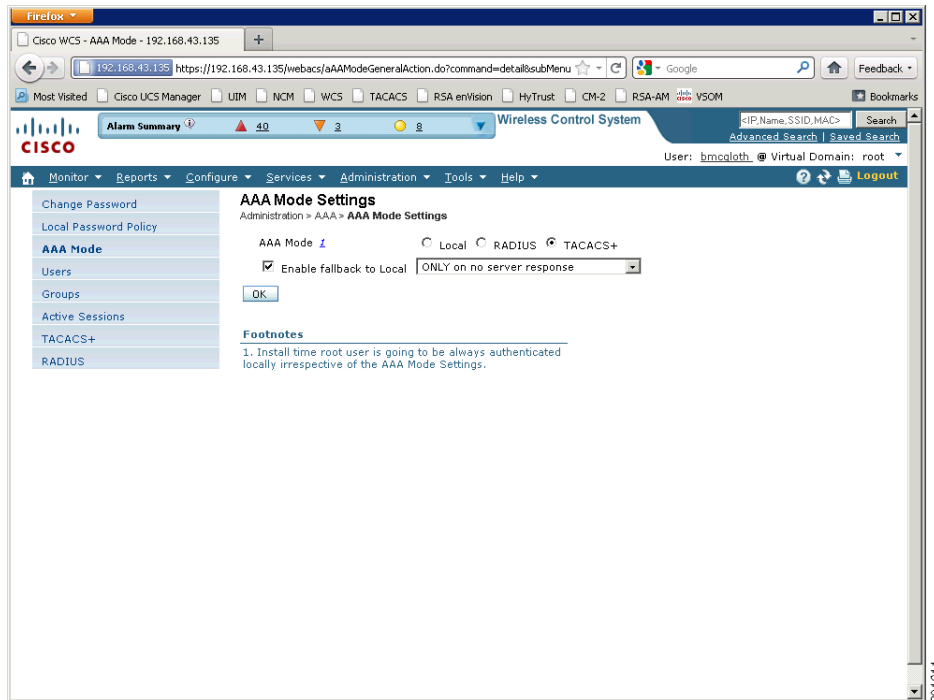 Firefox
Cisco WCS - AAA Mode - 192.168.43.135
+
192.168.43.135 https://192.168.43.135/webacs/aAAModeGeneralAction.do?command=detail&subMenu
Google
Feedback
Most Visited Cisco UCS Manager UIM NCM WCS TACACS RSA enVision HyTrust CM-2 RSA-AM VSOM Bookmarks
CISCO
Alarm Summary 40 3 8
Wireless Control System
<IP,Name,SSID,MAC> Search
Advanced Search | Saved Search
User: bmcgloth @ Virtual Domain: root
Monitor Reports Configure Services Administration Tools Help Logout
Change Password
Local Password Policy
AAA Mode
Users
Groups
Active Sessions
TACACS+
RADIUS
AAA Mode Settings
Administration > AAA > AAA Mode Settings
AAA Mode 1 Local RADIUS TACACS+
Enable fallback to Local ONLY on no server response
OK
Footnotes
1. Install time root user is going to be always authenticated
locally irrespective of the AAA Mode Settings.